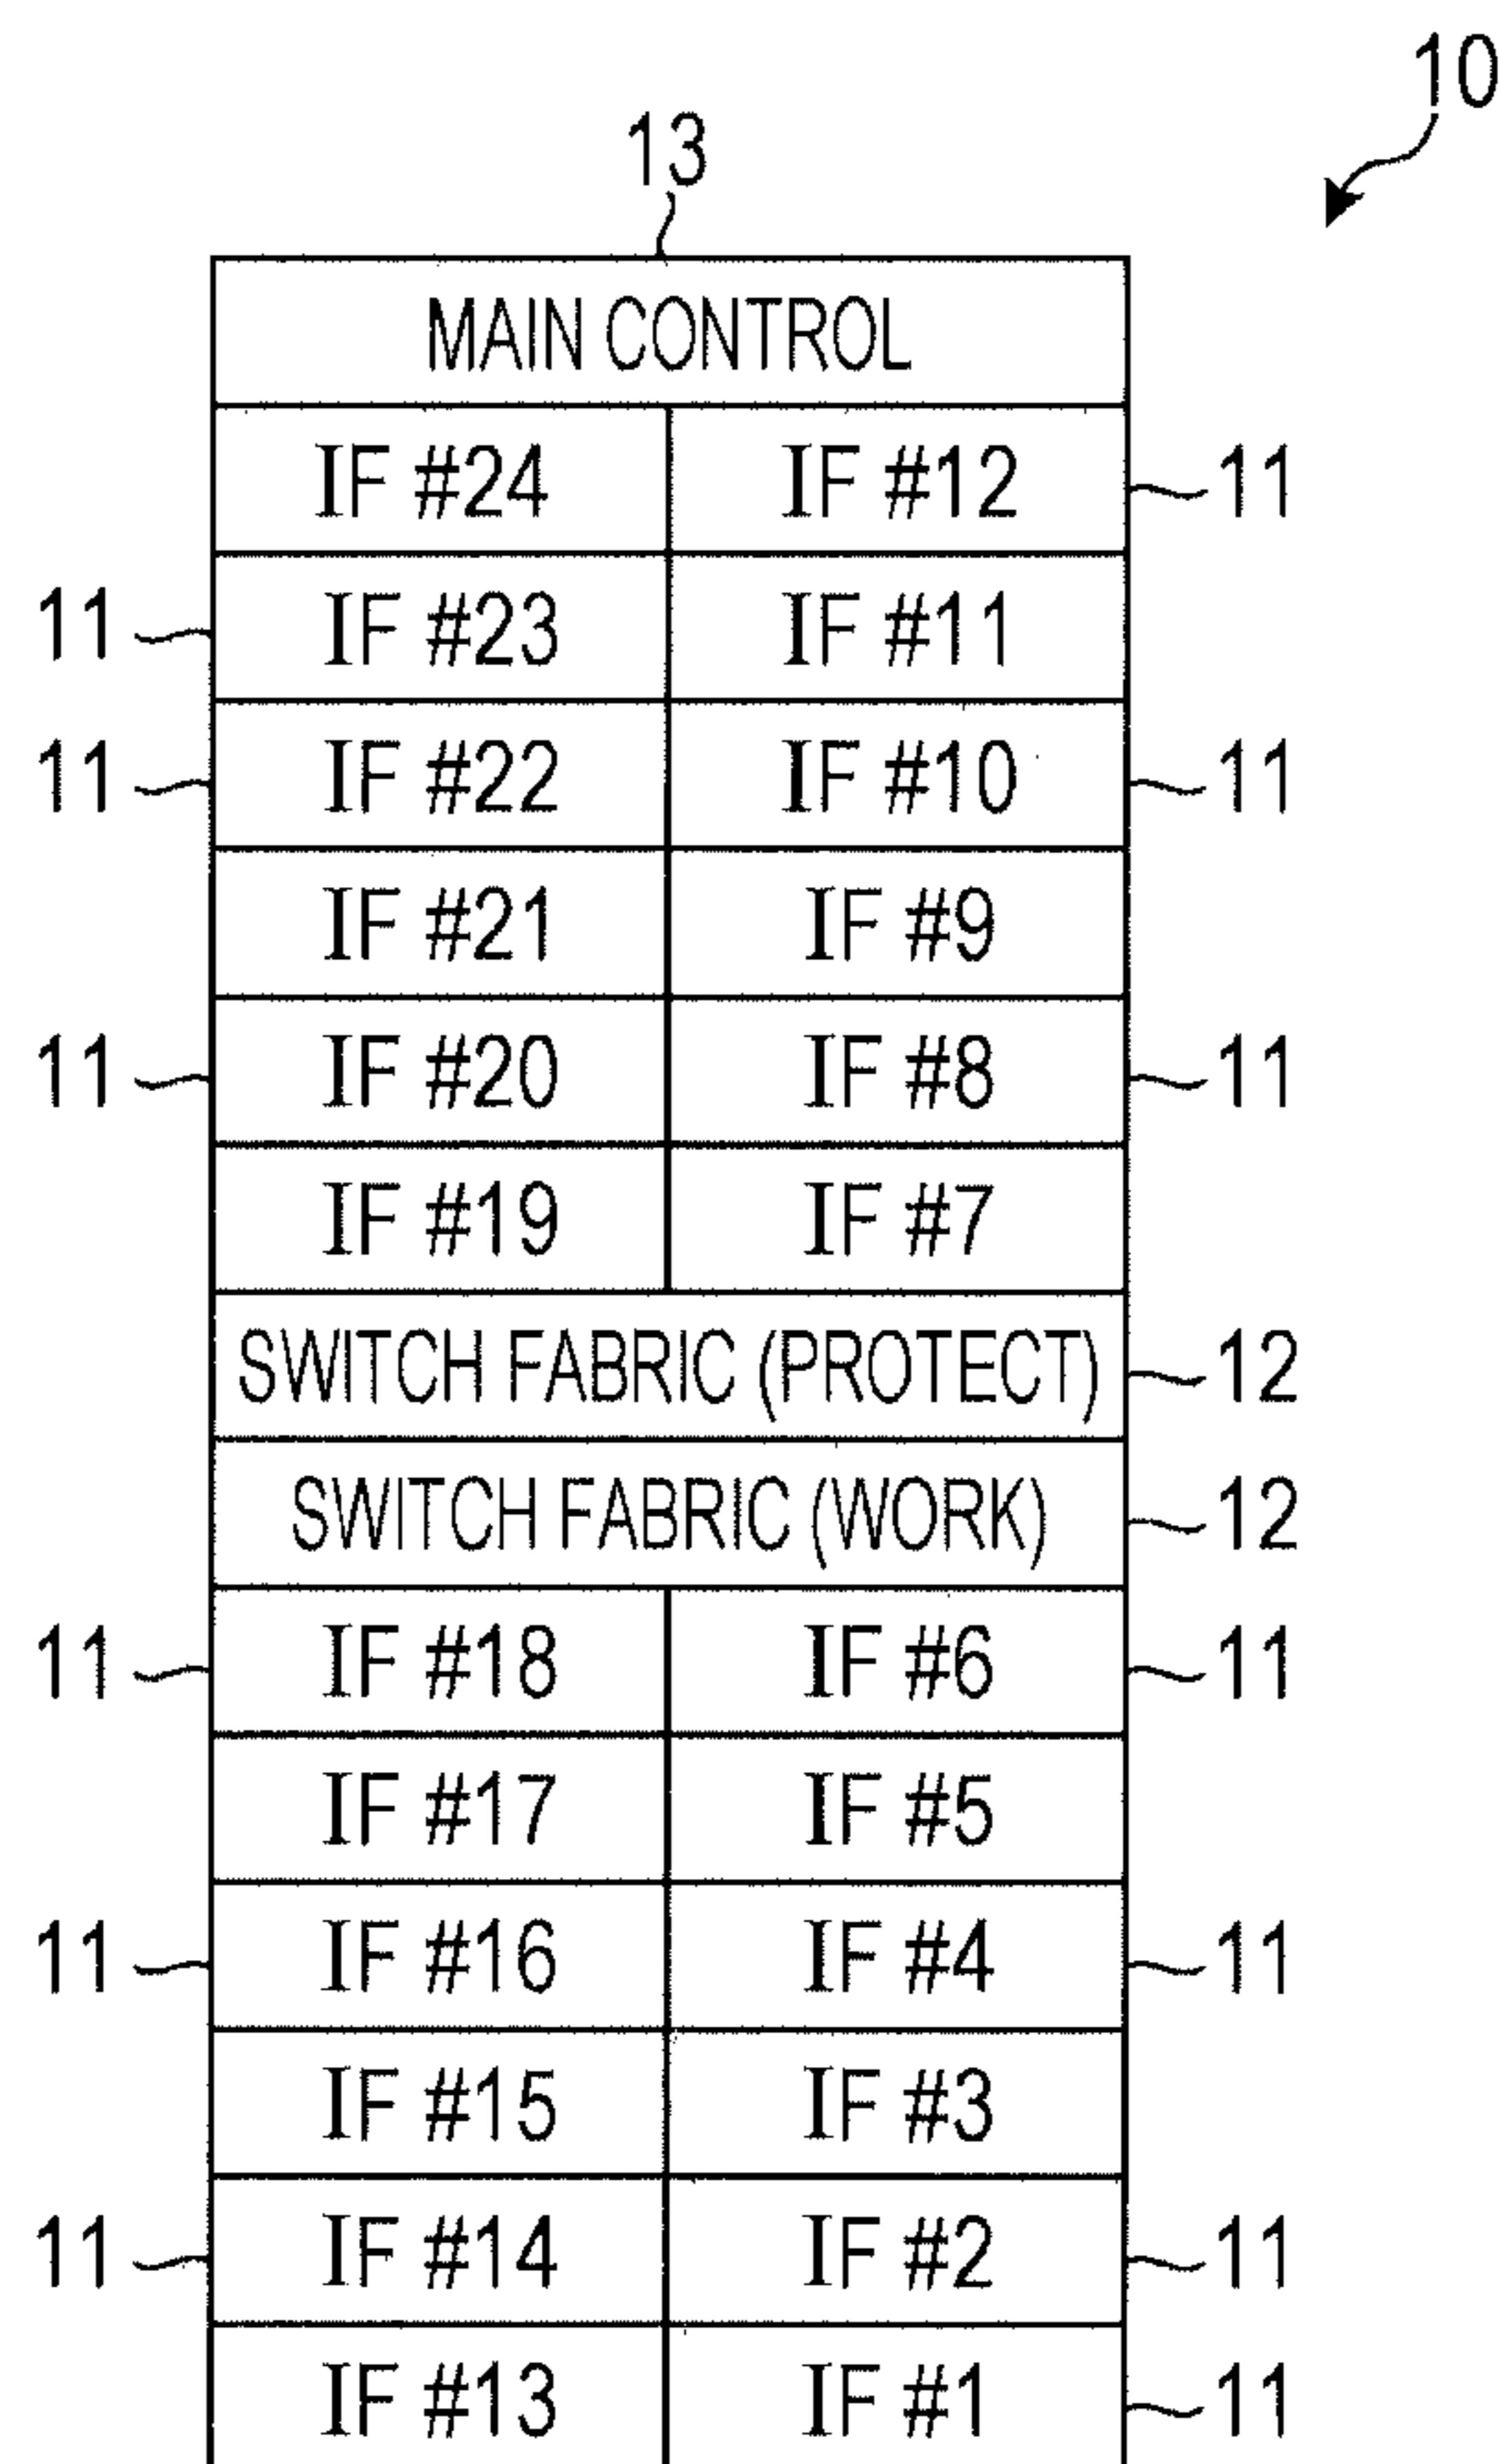 10
13
MAIN CONTROL
IF #24 IF #12 11
11 IF #23 IF #11
11 IF #22 IF #10 11
IF #21 IF #9
11 IF #20 IF #8 11
IF #19 IF #7
SWITCH FABRIC (PROTECT) 12
SWITCH FABRIC (WORK) 12
11 IF #18 IF #6 11
IF #17 IF #5
11 IF #16 IF #4 11
IF #15 IF #3
11 IF #14 IF #2 11
IF #13 IF #1 11